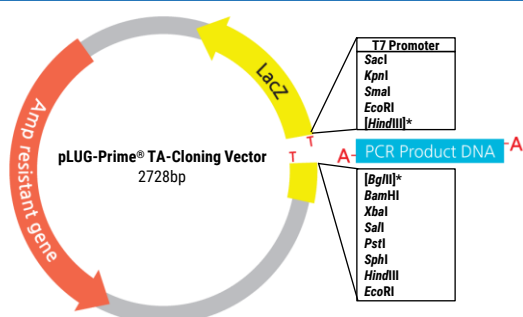 T7 Promoter
SacI
KpnI
SmaI
EcoRI
[HindIII]*
LacZ
T
T
A- PCR Product DNA -A
pLUG-Prime® TA-Cloning Vector
2728bp
Amp resistant gene
[BglII]*
BamHI
XbaI
SalI
PstI
SphI
HindIII
EcoRI